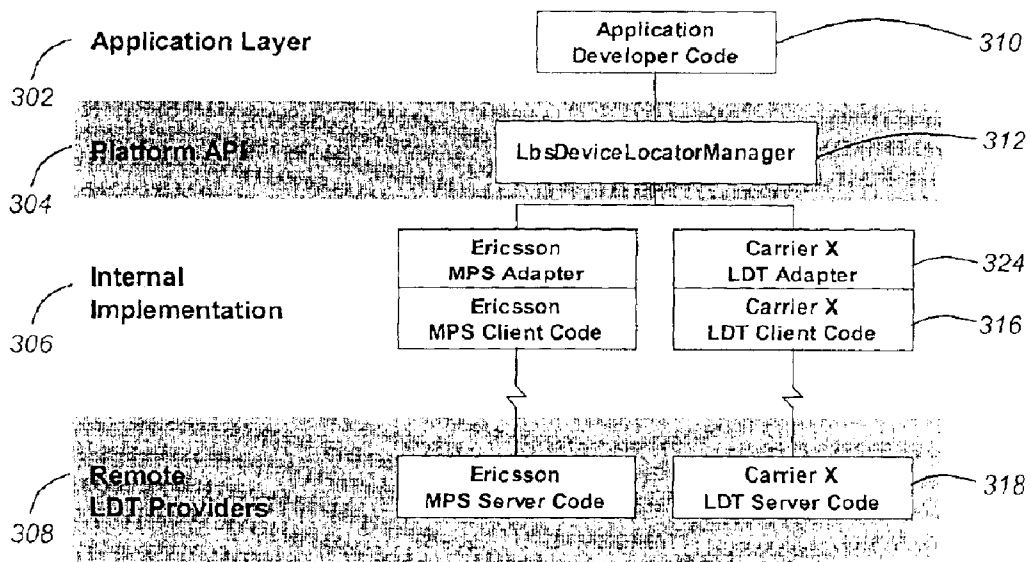 Application Layer
Application
Developer Code
310
302
Platform API
LbsDeviceLocatorManager
312
304
Internal
Implementation
Ericsson
MPS Adapter
Carrier X
LDT Adapter
324
Ericsson
MPS Client Code
Carrier X
LDT Client Code
316
306
Remote
LDT Providers
Ericsson
MPS Server Code
Carrier X
LDT Server Code
318
308